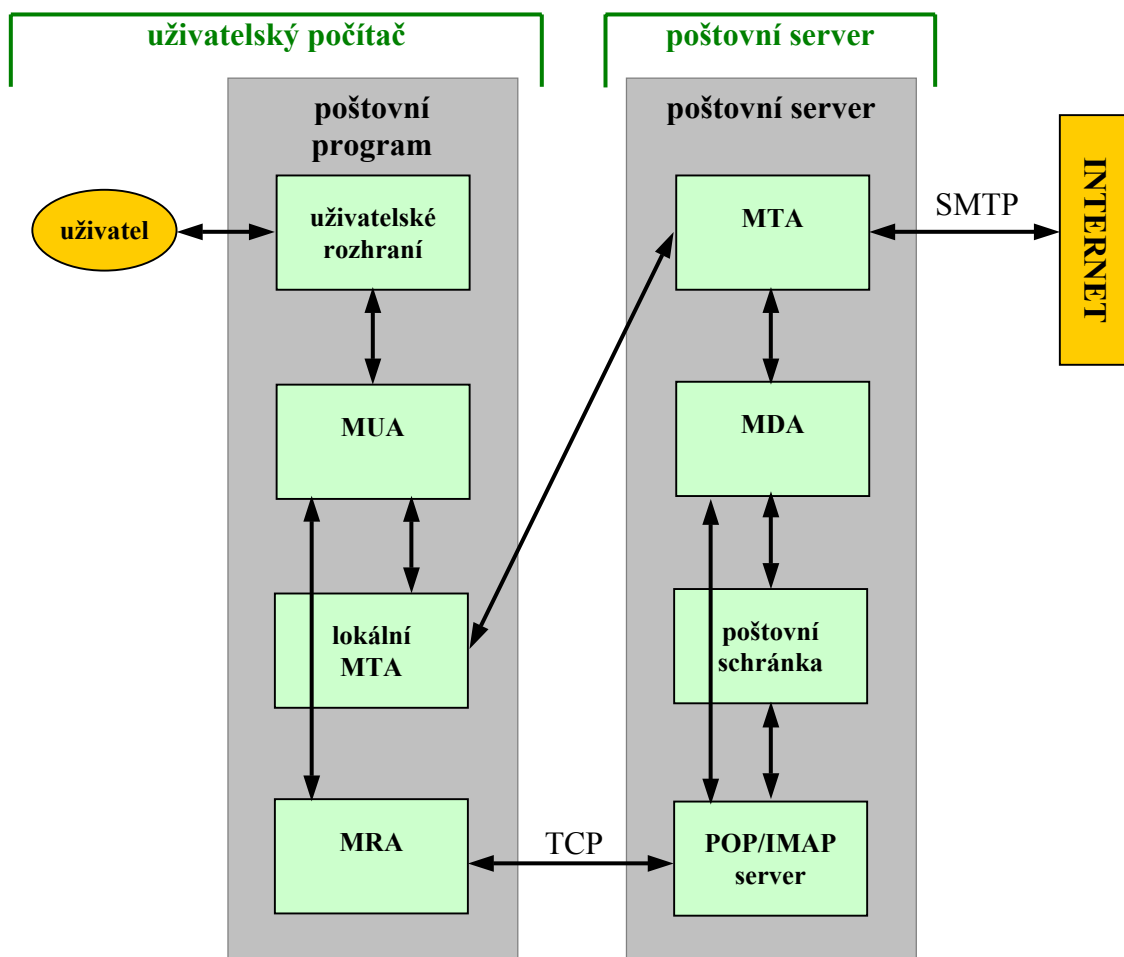 uživatelský počítač
poštovní server
poštovní
program
poštovní server
uživatel
uživatelské
rozhraní
MTA
SMTP
INTERNET
MUA
MDA
lokální
MTA
poštovní
schránka
MRA
TCP
POP/IMAP
server